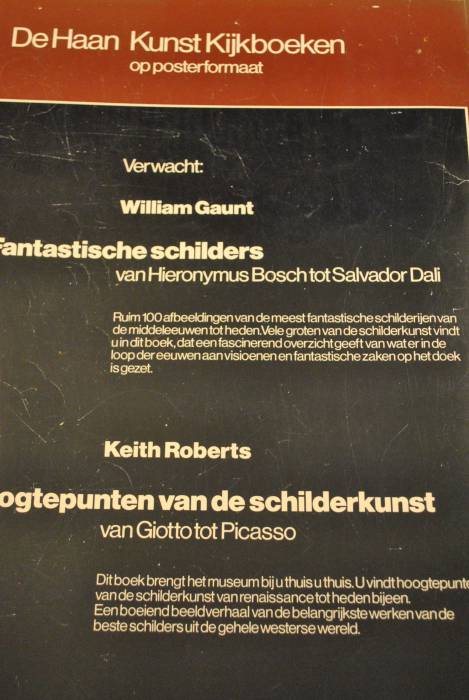 De Haan Kunst Kijkboeken
op posterformaat
Verwacht:
William Gaunt
Fantastische schilders
van Hieronymus Bosch tot Salvador Dali
Ruim 100 afbeeldingen van de meest fantastische schilderijen van
de middeleeuwen tot heden. Vele groten van de schilderkunst vindt
u in dit boek, dat een fascinerend overzicht geeft van wat er in de
loop der eeuwen aan visioenen en fantastische zaken op het doek
is gezet.
Keith Roberts
ogtepunten van de schilderkunst
van Giotto tot Picasso
Dit boek brengt het museum bij u thuis u thuis. U vindt hoogtepunte
van de schilderkunst van renaissance tot heden bijeen.
Een boeiend beeldverhaal van de belangrijkste werken van de
beste schilders uit de gehele westerse wereld.